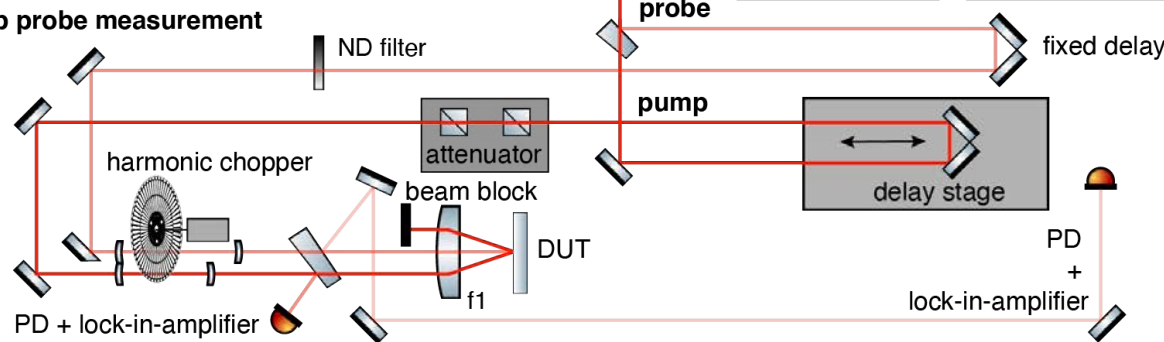 probe
p probe measurement
ND filter
fixed delay
pump
attenuator
harmonic chopper
beam block
delay stage
DUT
PD
+
lock-in-amplifier
f1
PD + lock-in-amplifier